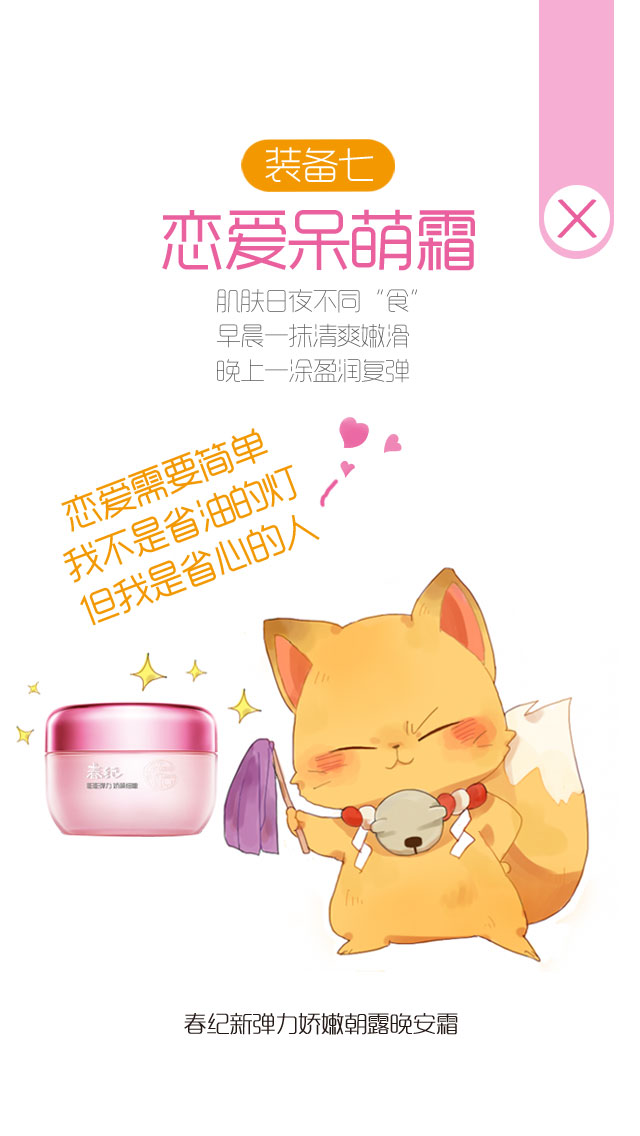 装备七
恋爱呆萌霜
肌肤日夜不同“食”
早晨一抹清爽嫩滑
晚上一涂盈润复弹
恋爱需要简单
我不是省油的灯
但我是省心的人
春纪
春纪新弹力娇嫩朝露晚安霜